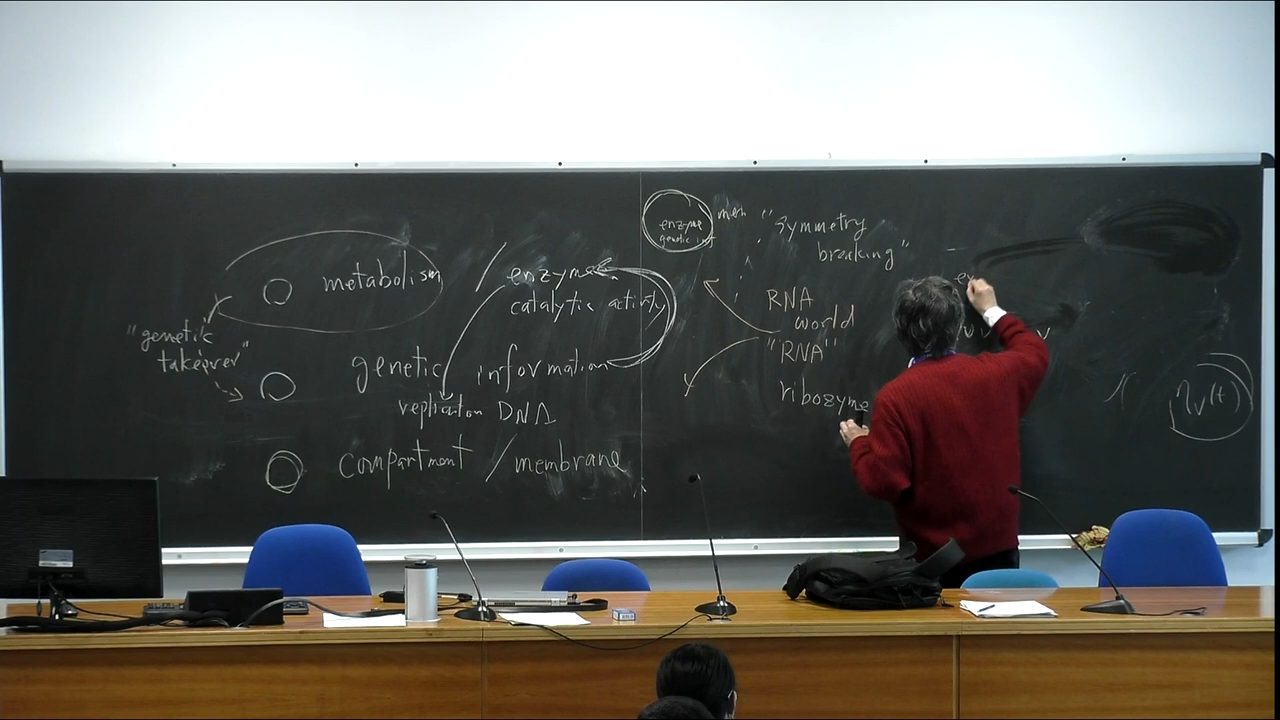 metabolism / enzyme
catalytic activity
"genetic
takeover"
genetic information
replication DNA
compartment / membrane
enzyme
genetic inf
mem
"Symmetry
breaking"
RNA
world
"RNA"
ribozyme